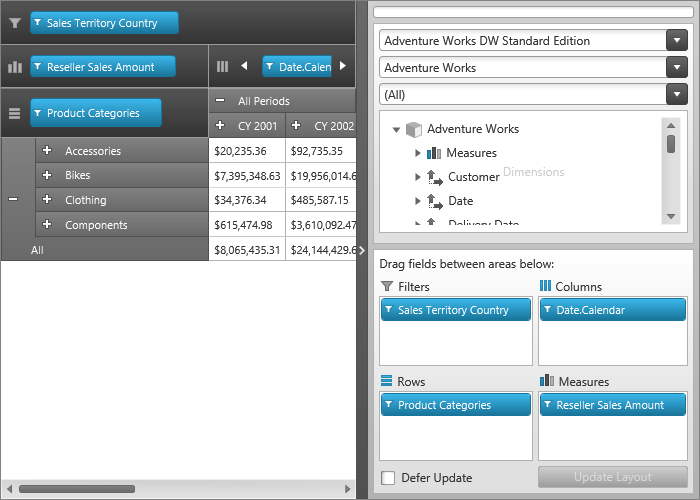 Sales Territory Country
Reseller Sales Amount
Date.Calen
Product Categories
All Periods
CY 2001 CY 2002
Accessories $20,235.36 $92,735.35
Bikes $7,395,348.63 $19,956,014.6
Clothing $34,376.34 $485,587.15
Components $615,474.98 $3,610,092.47
All $8,065,435.31 $24,144,429.6
Adventure Works DW Standard Edition
Adventure Works
(All)
Adventure Works
Measures
Customer
Dimensions
Date
Delivery Date
Drag fields between areas below:
Filters Columns
Sales Territory Country Date.Calendar
Rows Measures
Product Categories Reseller Sales Amount
Defer Update Update Layout